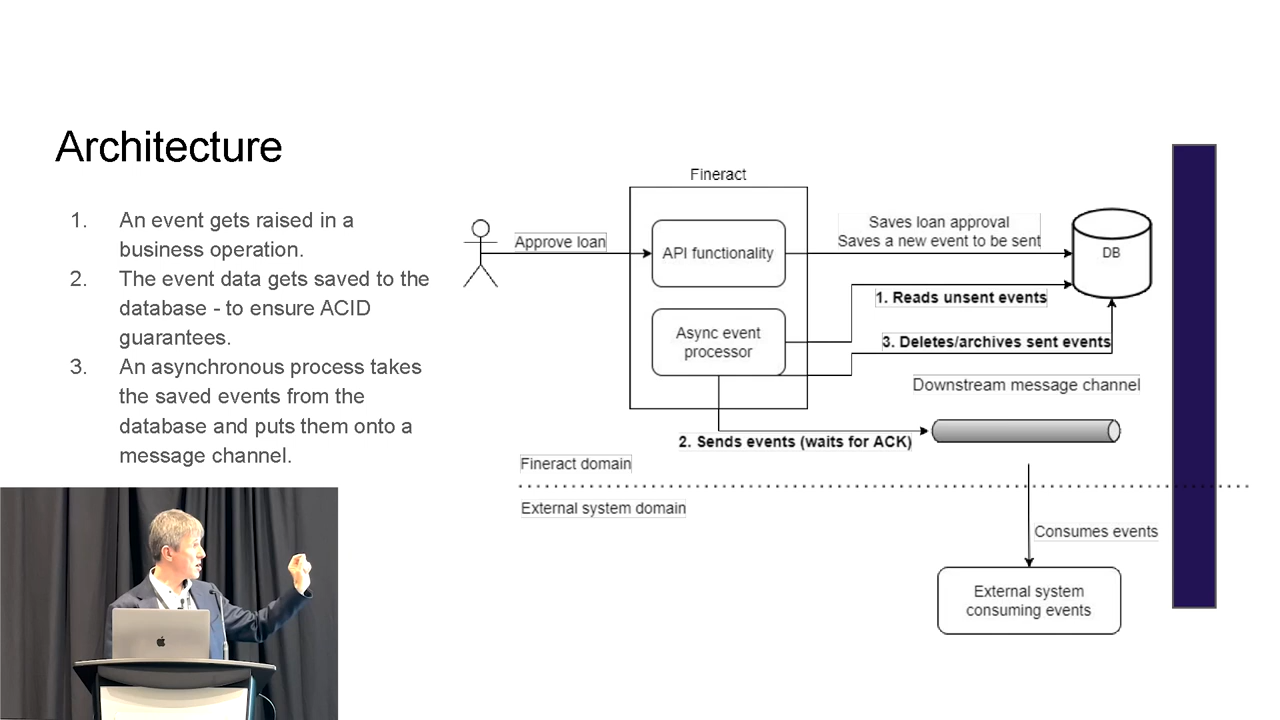 Architecture
1. An event gets raised in a
business operation.
2. The event data gets saved to the
database - to ensure ACID
guarantees.
3. An asynchronous process takes
the saved events from the
database and puts them onto a
message channel.
Fineract
Approve loan
API functionality
Saves loan approval
Saves a new event to be sent
DB
1. Reads unsent events
Async event
processor
3. Deletes/archives sent events
Downstream message channel
2. Sends events (waits for ACK)
Fineract domain
External system domain
Consumes events
External system
consuming events